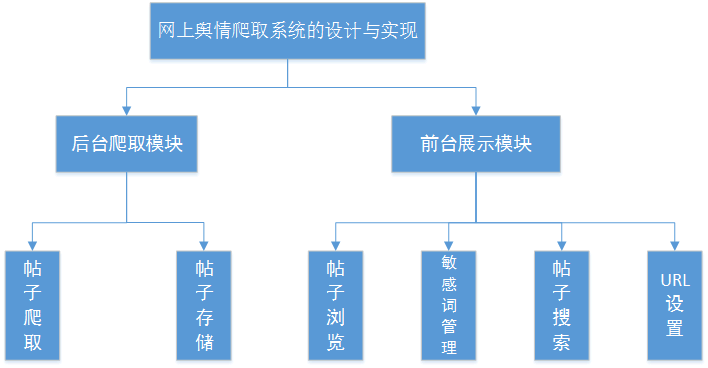 网上舆情爬取系统的设计与实现
后台爬取模块
前台展示模块
帖子爬取
帖子存储
帖子浏览
敏感词管理
帖子搜索
URL设置